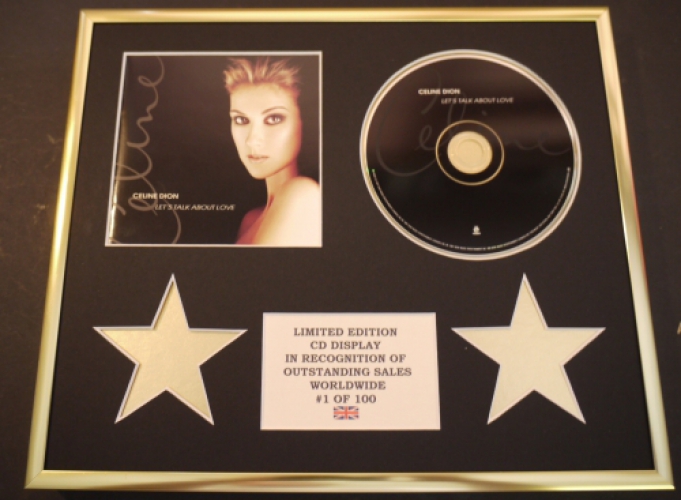 Celine
CELINE DION
LET'S TALK ABOUT LOVE
CELINE DION
LET'S TALK ABOUT LOVE
Celine
LIMITED EDITION
CD DISPLAY
IN RECOGNITION OF
OUTSTANDING SALES
WORLDWIDE
#1 OF 100